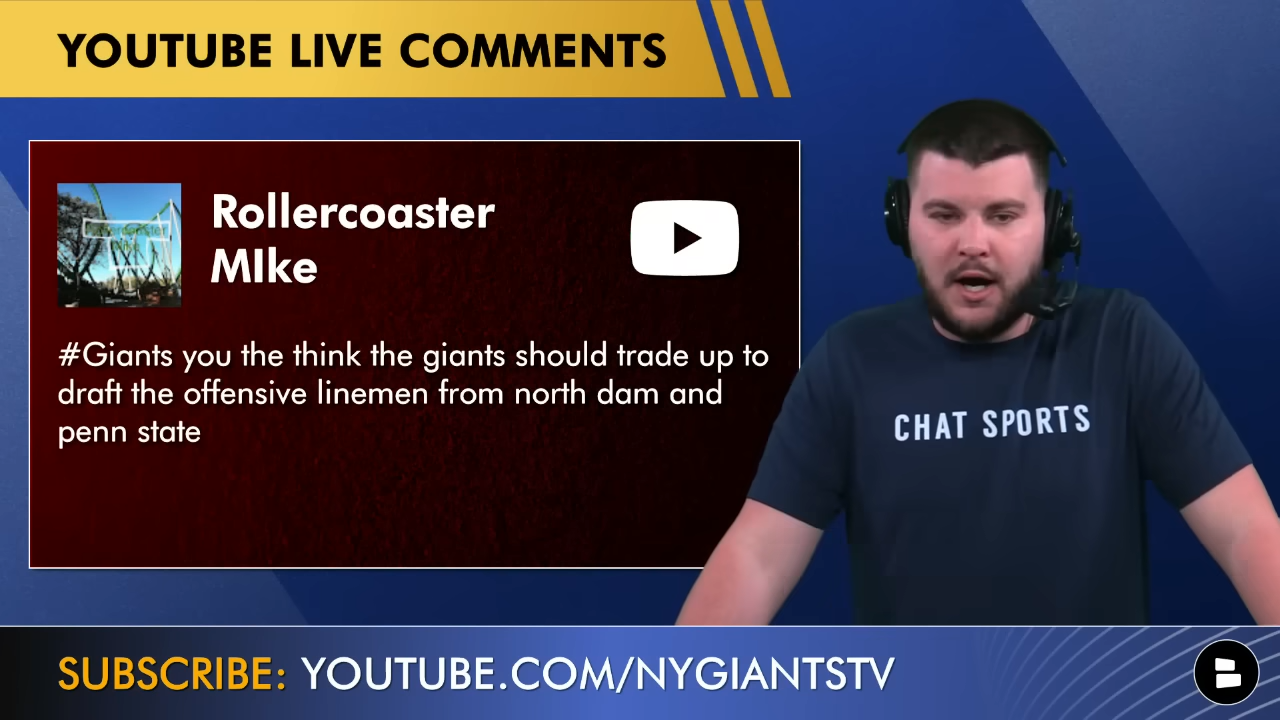 YOUTUBE LIVE COMMENTS
Rollercoaster
MIke
#Giants you the think the giants should trade up to
draft the offensive linemen from north dam and
penn state
CHAT SPORTS
SUBSCRIBE: YOUTUBE.COM/NYGIANTSTV